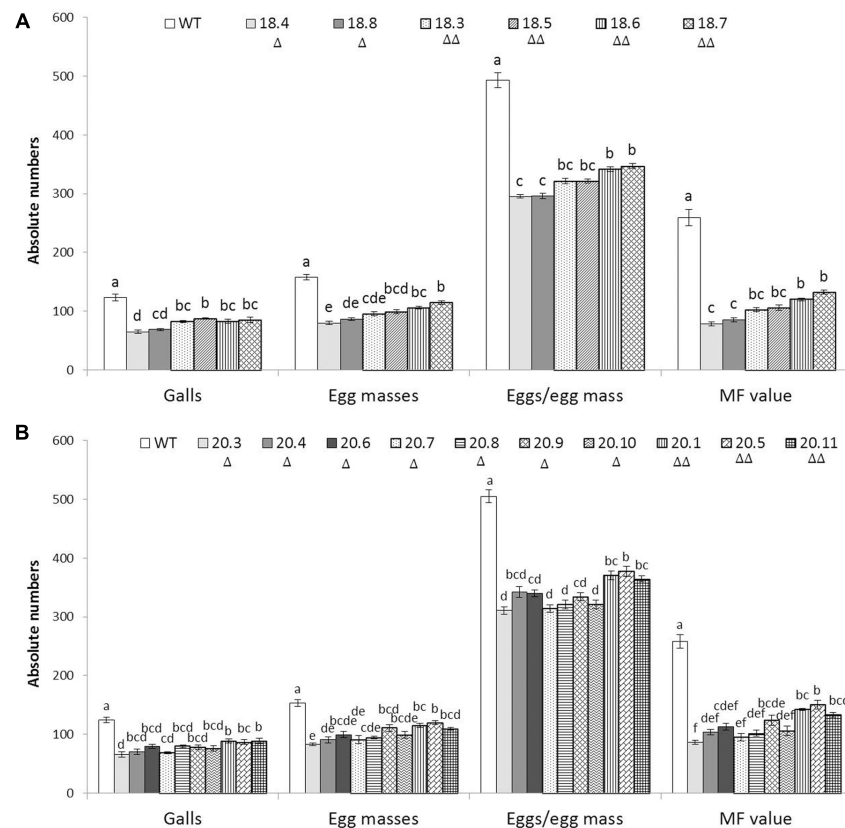 A
600
WT 18.4 18.8 18.3 18.5 18.6 18.7
Δ Δ ΔΔ ΔΔ ΔΔ ΔΔ
500
400
300
200
100
0
Absolute numbers
a d cd bc b bc bc
a e de cde bcd bc b
a c c bc bc b b
a c c bc bc b b
Galls Egg masses Eggs/egg mass MF value
B
600
WT 20.3 20.4 20.6 20.7 20.8 20.9 20.10 20.1 20.5 20.11
Δ Δ Δ Δ Δ Δ Δ ΔΔ ΔΔ ΔΔ
500
400
300
200
100
0
Absolute numbers
a d bcd bcd cd bcd bcd bcd b bc b
a e de bcde de cde bcd bcde bc b bcd
a d bcd cd d d cd d bc b bc
a f def cdef ef def bcde def bc b bcd
Galls Egg masses Eggs/egg mass MF value